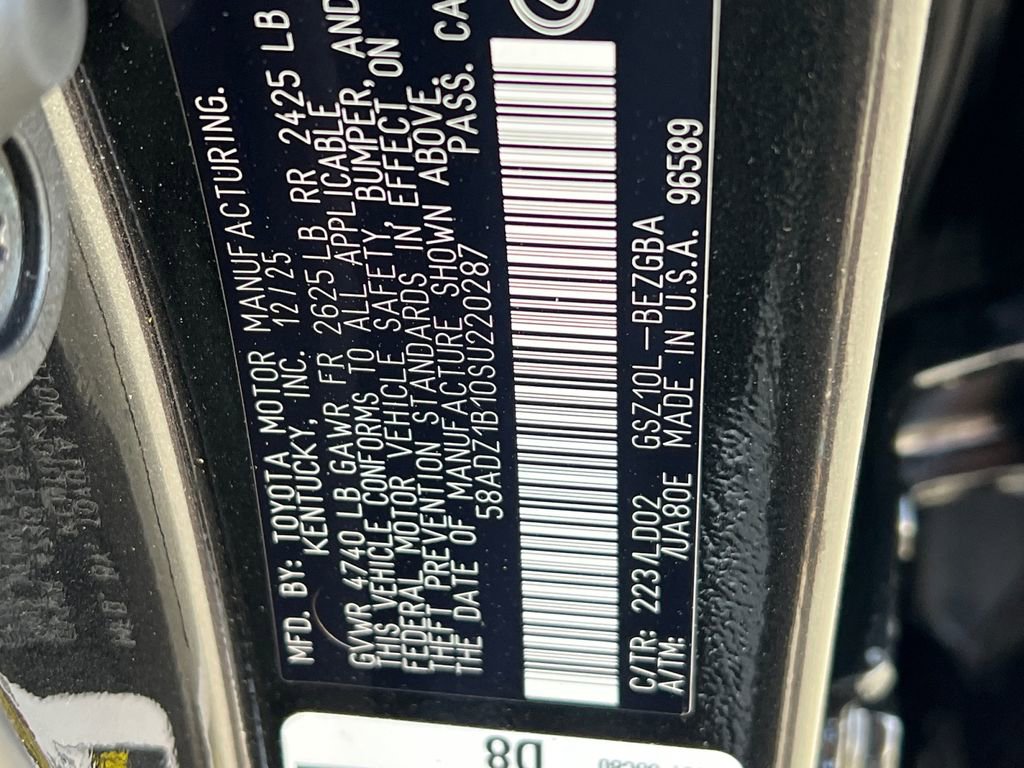 MFD. BY: TOYOTA MOTOR MANUFACTURING.
KENTUCKY, INC. 12/25
GVWR 4740 LB GAWR FR 2625 LB RR 2425 LB
THIS VEHICLE CONFORMS TO ALL APPLICABLE
FEDERAL MOTOR VEHICLE SAFETY, BUMPER, AND
THEFT PREVENTION STANDARDS IN EFFECT ON
THE DATE OF MANUFACTURE SHOWN ABOVE.
58ADZ1B10SU220287 PASS. CA
C/TR: 223/LD02 GSZ10L-BEZGBA
A/TM: /UA80E MADE IN U.S.A. 96589
D8